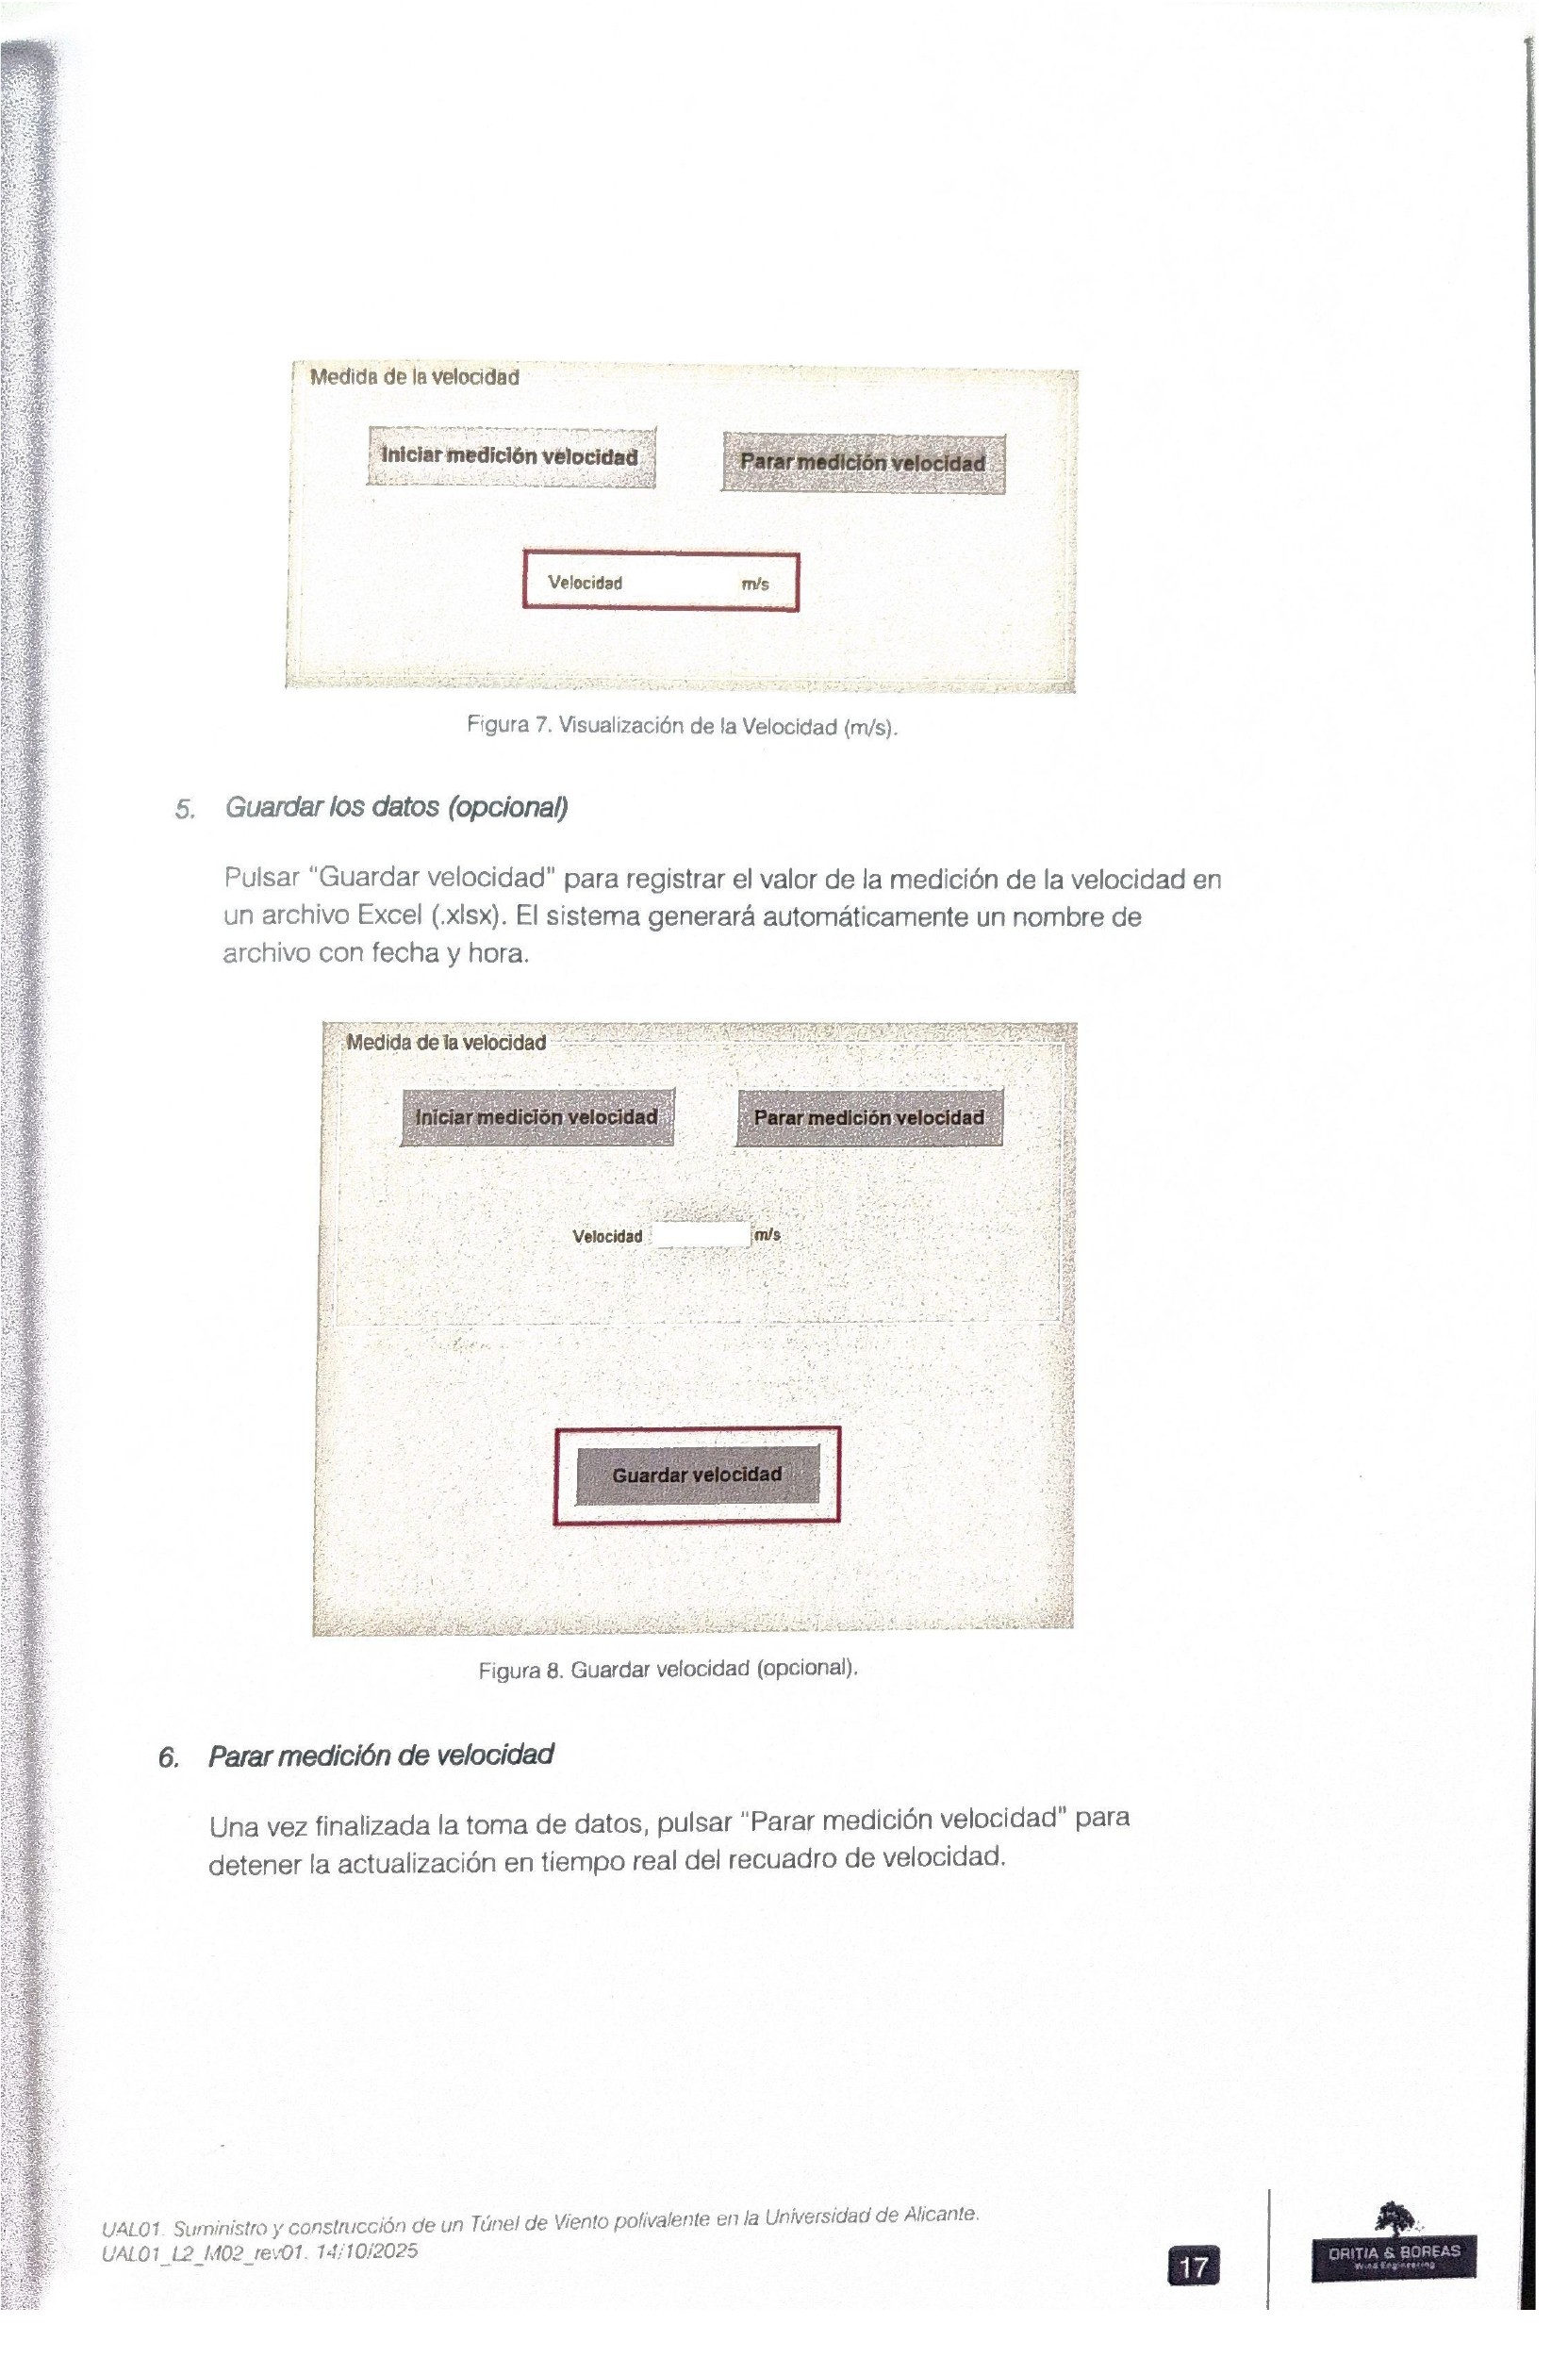 Medida de la velocidad
Iniciar medición velocidad Parar medición velocidad
Velocidad m/s
Figura 7. Visualización de la Velocidad (m/s).
5. Guardar los datos (opcional)
Pulsar "Guardar velocidad" para registrar el valor de la medición de la velocidad en
un archivo Excel (.xlsx). El sistema generará automáticamente un nombre de
archivo con fecha y hora.
Medida de la velocidad
Iniciar medición velocidad Parar medición velocidad
Velocidad m/s
Guardar velocidad
Figura 8. Guardar velocidad (opcional).
6. Parar medición de velocidad
Una vez finalizada la toma de datos, pulsar "Parar medición velocidad" para
detener la actualización en tiempo real del recuadro de velocidad.
UAL01. Suministro y construcción de un Túnel de Viento polivalente en la Universidad de Alicante.
UAL01_L2_M02_rev01. 14/10/2025
17
ORITIA & BOREAS
Wind Engineering